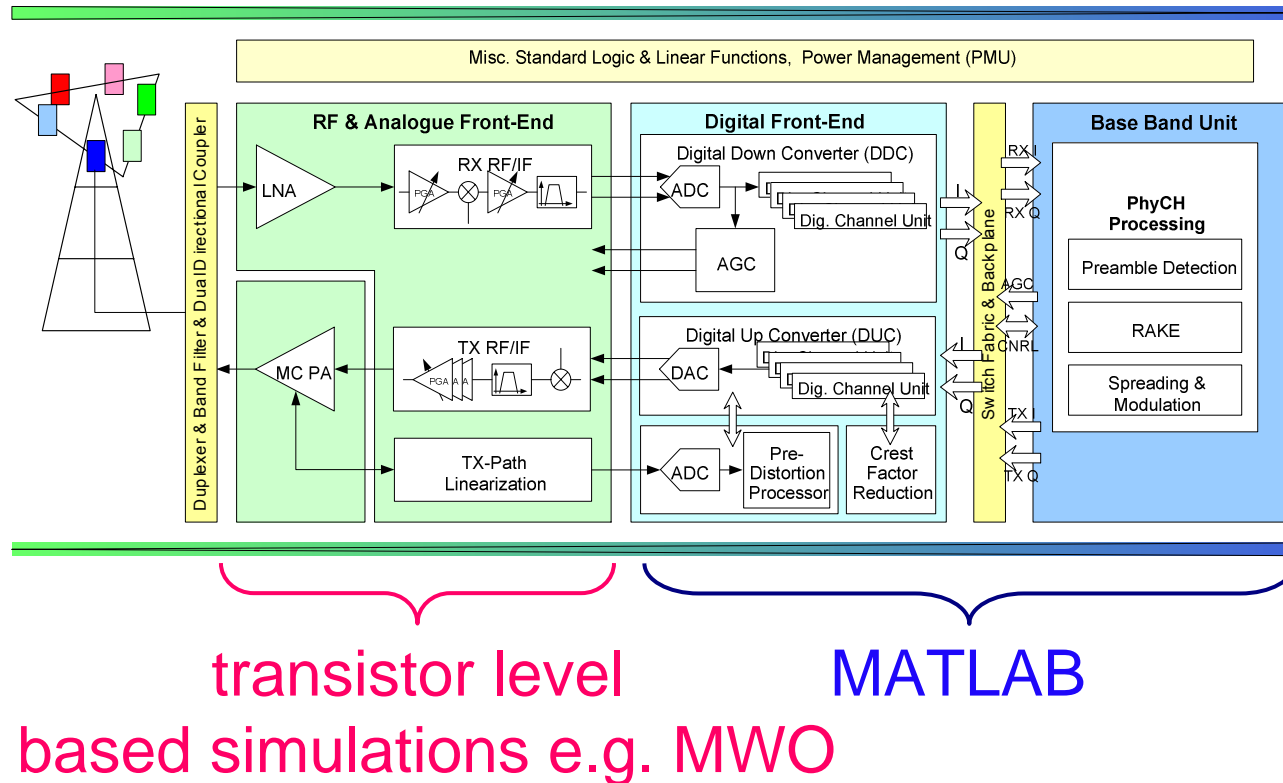 Misc. Standard Logic & Linear Functions, Power Management (PMU)
Duplexer & Band Filter & Dual Directional Coupler
RF & Analogue Front-End
LNA
RX RF/IF
PGA
PGA
MC PA
TX RF/IF
PGA
A
A
A
TX-Path
Linearization
Digital Front-End
Digital Down Converter (DDC)
ADC
Dig. Channel Unit
AGC
Digital Up Converter (DUC)
DAC
Dig. Channel Unit
ADC
Pre-
Distortion
Processor
Crest
Factor
Reduction
I
Q
I
Q
Switch Fabric & Backplane
RX I
RX Q
AGC
CNRL
TX I
TX Q
Base Band Unit
PhyCH
Processing
Preamble Detection
RAKE
Spreading &
Modulation
transistor level
based simulations e.g. MWO
MATLAB